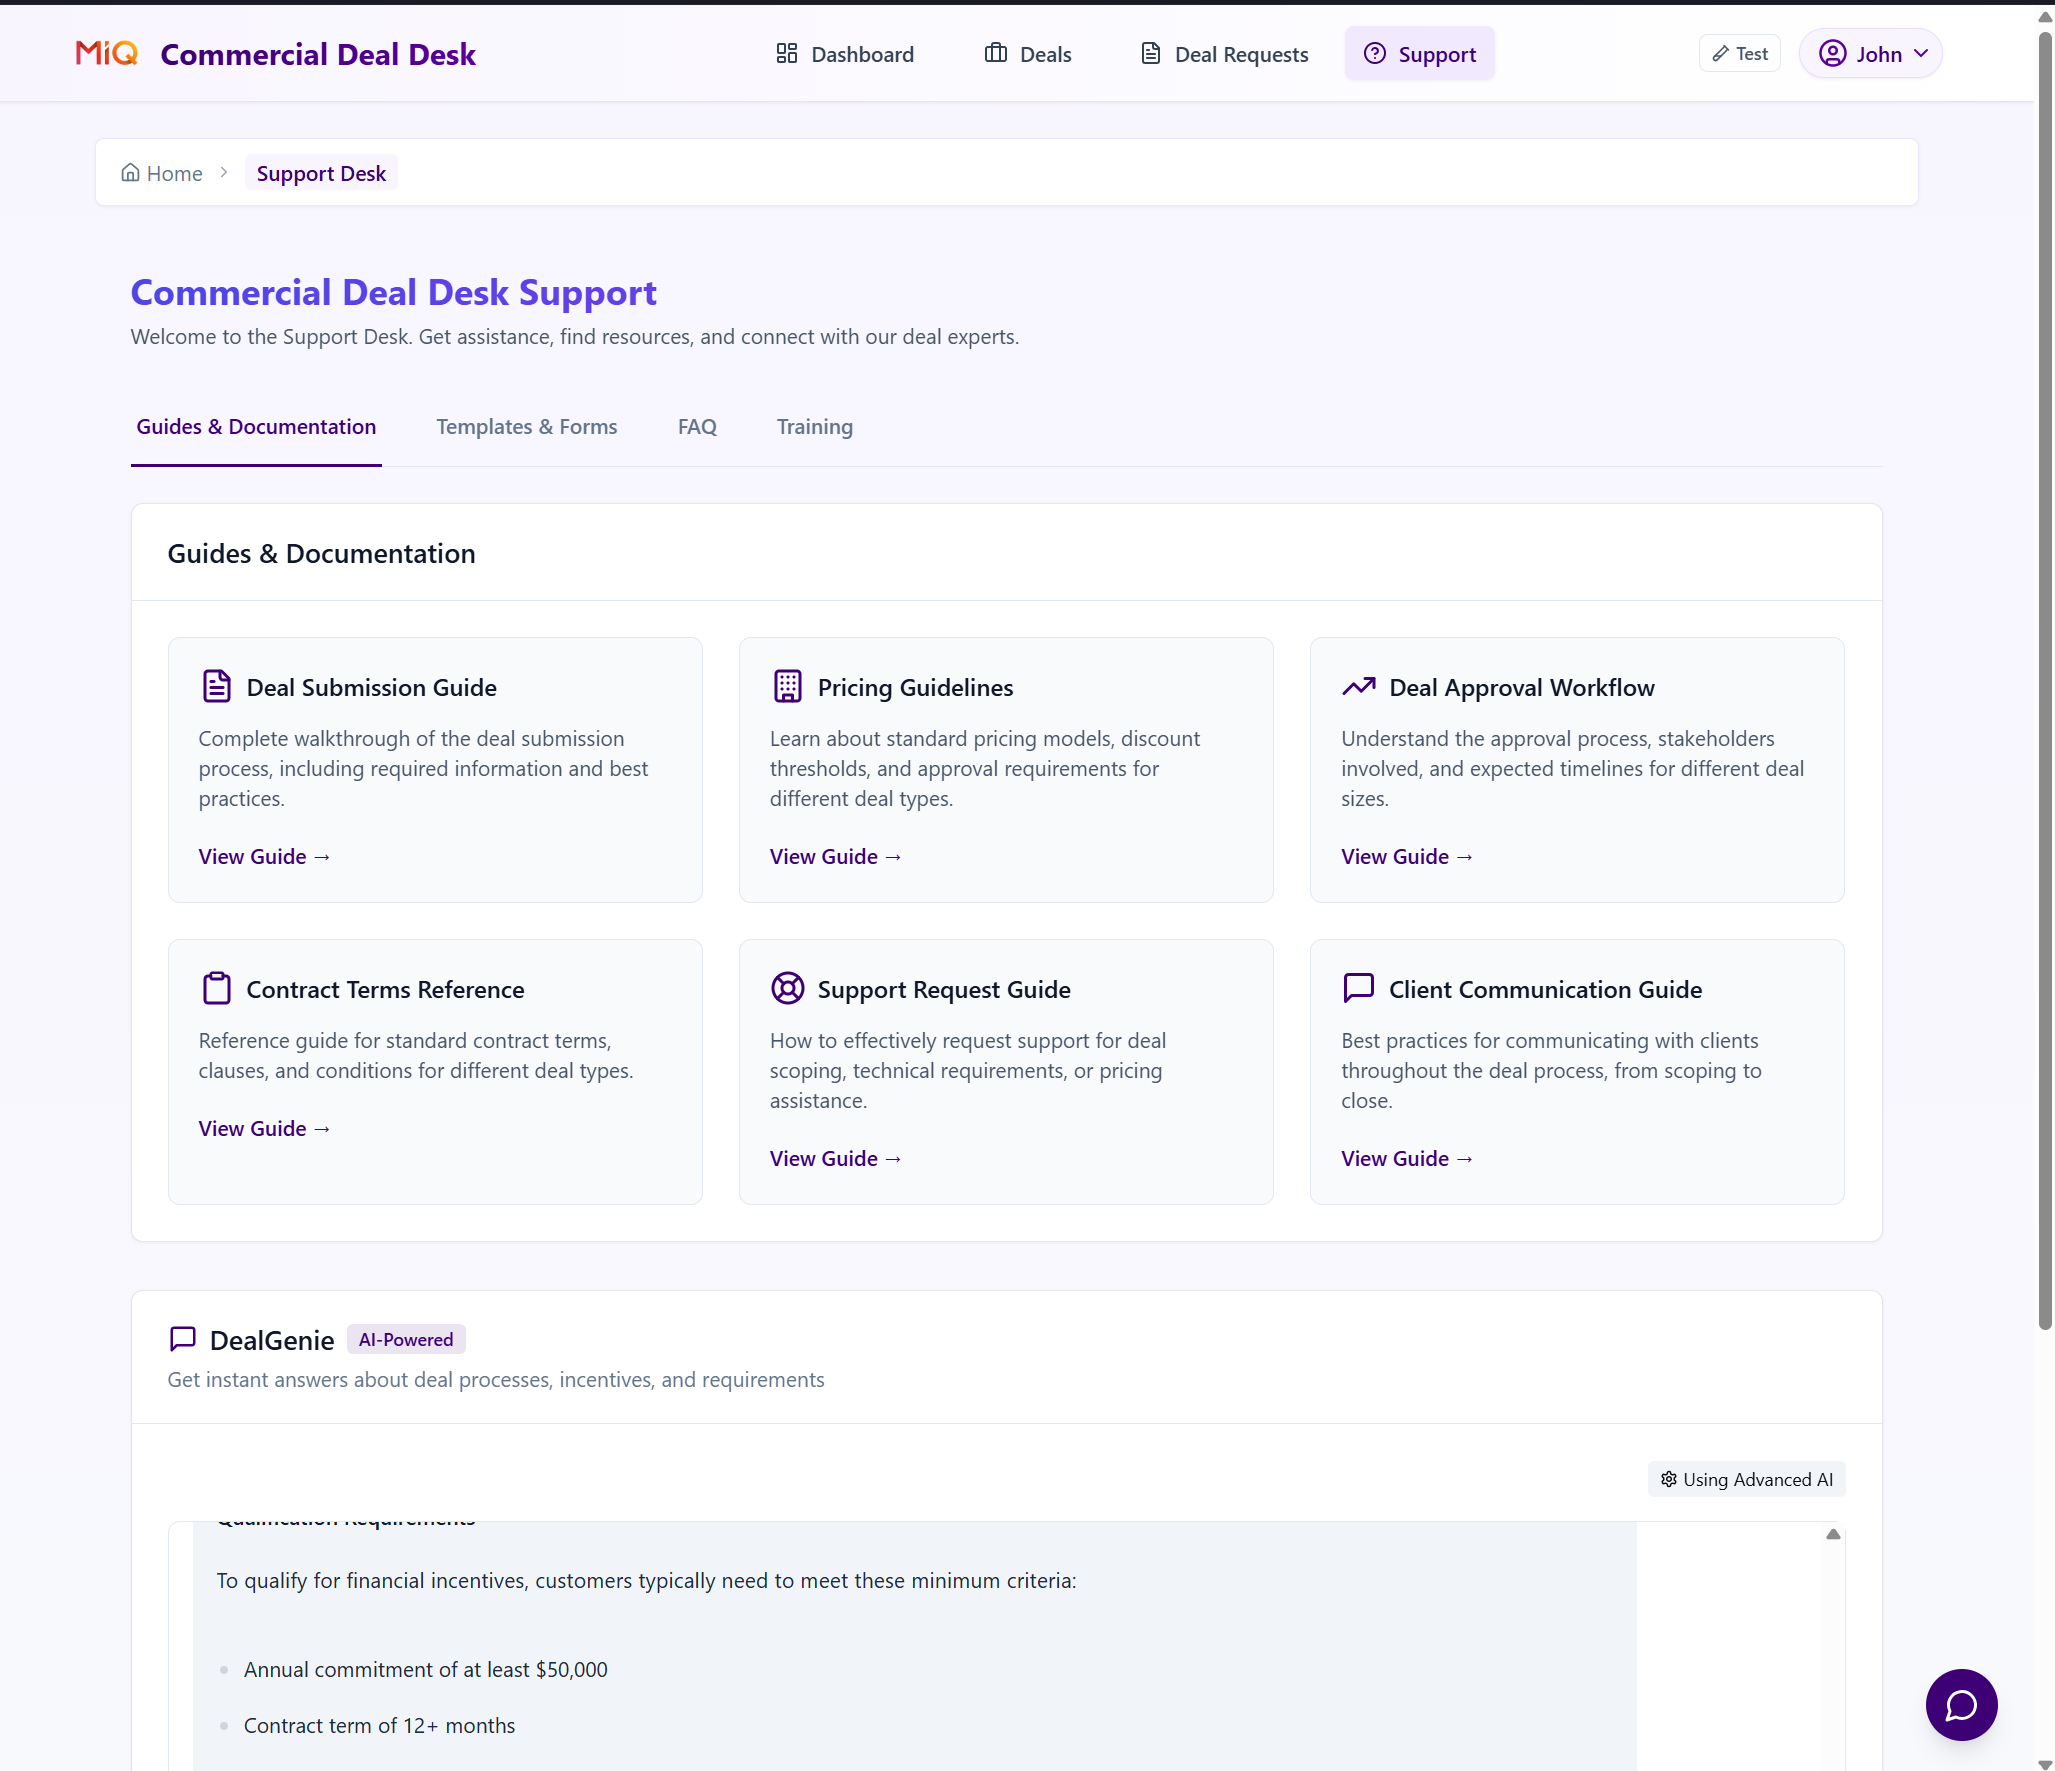 MiQ Commercial Deal Desk
Dashboard
Deals
Deal Requests
Support
Test
John
Home
Support Desk
Commercial Deal Desk Support
Welcome to the Support Desk. Get assistance, find resources, and connect with our deal experts.
Guides & Documentation
Templates & Forms
FAQ
Training
Guides & Documentation
Deal Submission Guide
Complete walkthrough of the deal submission
process, including required information and best
practices.
View Guide →
Pricing Guidelines
Learn about standard pricing models, discount
thresholds, and approval requirements for
different deal types.
View Guide →
Deal Approval Workflow
Understand the approval process, stakeholders
involved, and expected timelines for different deal
sizes.
View Guide →
Contract Terms Reference
Reference guide for standard contract terms,
clauses, and conditions for different deal types.
View Guide →
Support Request Guide
How to effectively request support for deal
scoping, technical requirements, or pricing
assistance.
View Guide →
Client Communication Guide
Best practices for communicating with clients
throughout the deal process, from scoping to
close.
View Guide →
DealGenie
AI-Powered
Get instant answers about deal processes, incentives, and requirements
Using Advanced AI
Qualification Requirements
To qualify for financial incentives, customers typically need to meet these minimum criteria:
Annual commitment of at least $50,000
Contract term of 12+ months